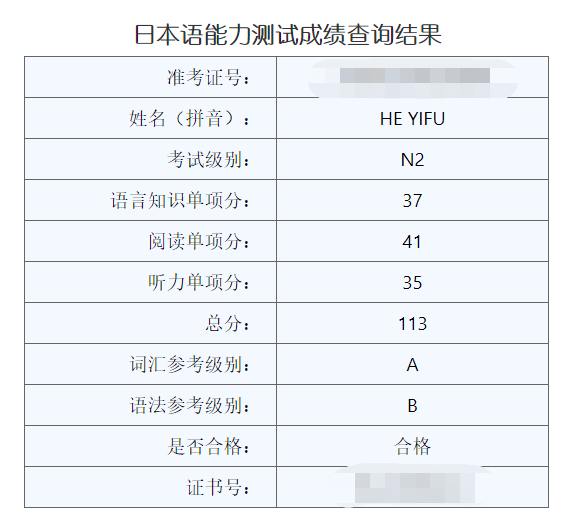 日本语能力测试成绩查询结果
准考证号：
姓名（拼音）： HE YIFU
考试级别： N2
语言知识单项分： 37
阅读单项分： 41
听力单项分： 35
总分： 113
词汇参考级别： A
语法参考级别： B
是否合格： 合格
证书号：